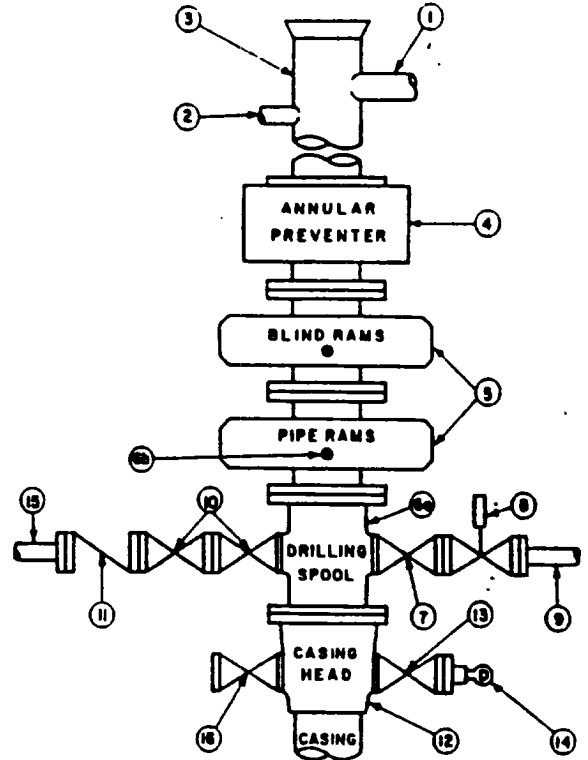 3
1
2
ANNULAR
PREVENTER
4
BLIND RAMS
5
PIPE RAMS
6b
15
10
6a
8
DRILLING
SPOOL
11
7
9
13
CASING
HEAD
16
12
14
CASING